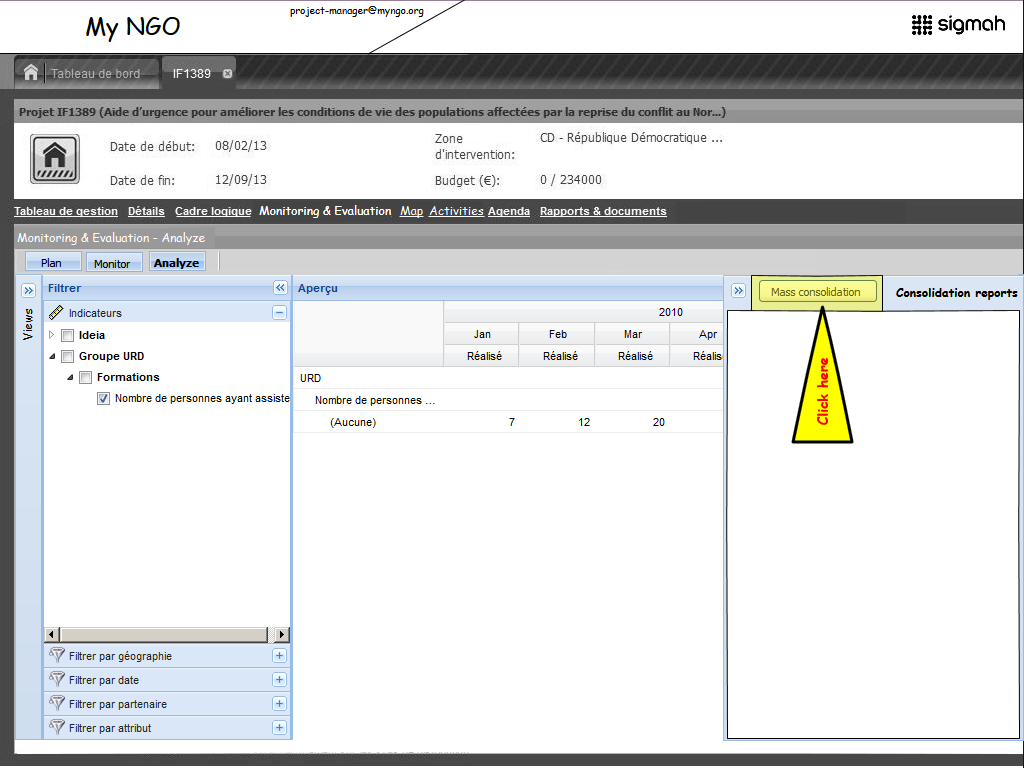 project-manager@myngo.org
My NGO
sigmah
Tableau de bord
IF1389
Projet IF1389 (Aide d'urgence pour améliorer les conditions de vie des populations affectées par la reprise du conflit au Nor...)
Date de début: 08/02/13
Zone d'intervention: CD - République Démocratique ...
Date de fin: 12/09/13
Budget (€): 0 / 234000
Tableau de gestion Détails Cadre logique Monitoring & Evaluation Map Activities Agenda Rapports & documents
Monitoring & Evaluation - Analyze
Plan Monitor Analyze
Views
Filtrer
Indicateurs
Ideia
Groupe URD
Formations
Nombre de personnes ayant assiste
Filtrer par géographie
Filtrer par date
Filtrer par partenaire
Filtrer par attribut
Aperçu
2010
Jan Feb Mar Apr
Réalisé Réalisé Réalisé Réalis
URD
Nombre de personnes ...
(Aucune) 7 12 20
Mass consolidation
Consolidation reports
Click here